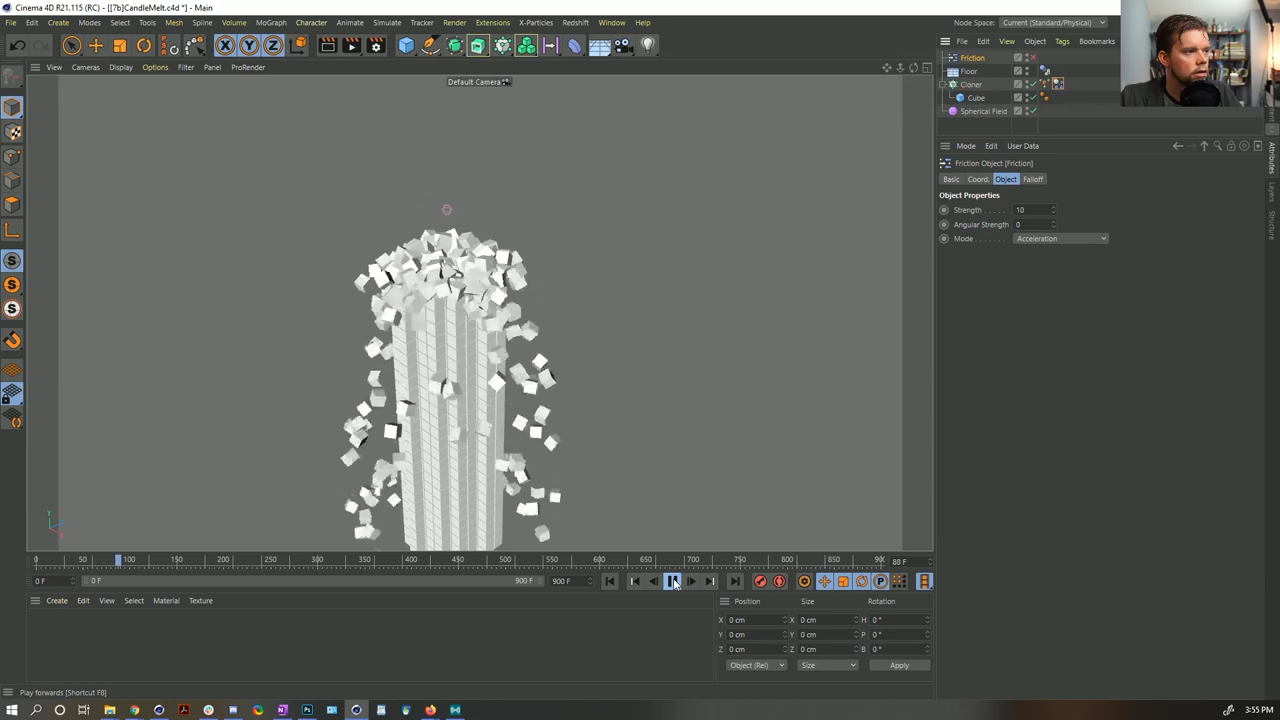 Cinema 4D R21.115 (RC) - [[7b]CandleMelt.c4d *] - Main
File Edit Create Modes Select Tools Mesh Spline Volume MoGraph Character Animate Simulate Tracker Render Extensions X-Particles Redshift Window Help
Node Space: Current (Standard/Physical)
File Edit View Object Tags Bookmarks
View Cameras Display Options Filter Panel ProRender
Default Camera
Friction
Floor
Cloner
Cube
Spherical Field
Mode Edit User Data
Attributes
Layers
Structure
Friction Object [Friction]
Basic Coord. Object Falloff
Object Properties
Strength . . . . . 10
Angular Strength 0
Mode . . . . . . . Acceleration
X Y Z
Y
0 50 100 150 200 250 300 350 400 450 500 550 600 650 700 750 800 850 90 88 F
0 F 0 F 900 F 900 F
P
Create Edit View Select Material Texture
Position Size Rotation
X 0 cm X 0 cm H 0 °
Y 0 cm Y 0 cm P 0 °
Z 0 cm Z 0 cm B 0 °
Object (Rel) Size Apply
Play forwards [Shortcut F8]
3:55 PM